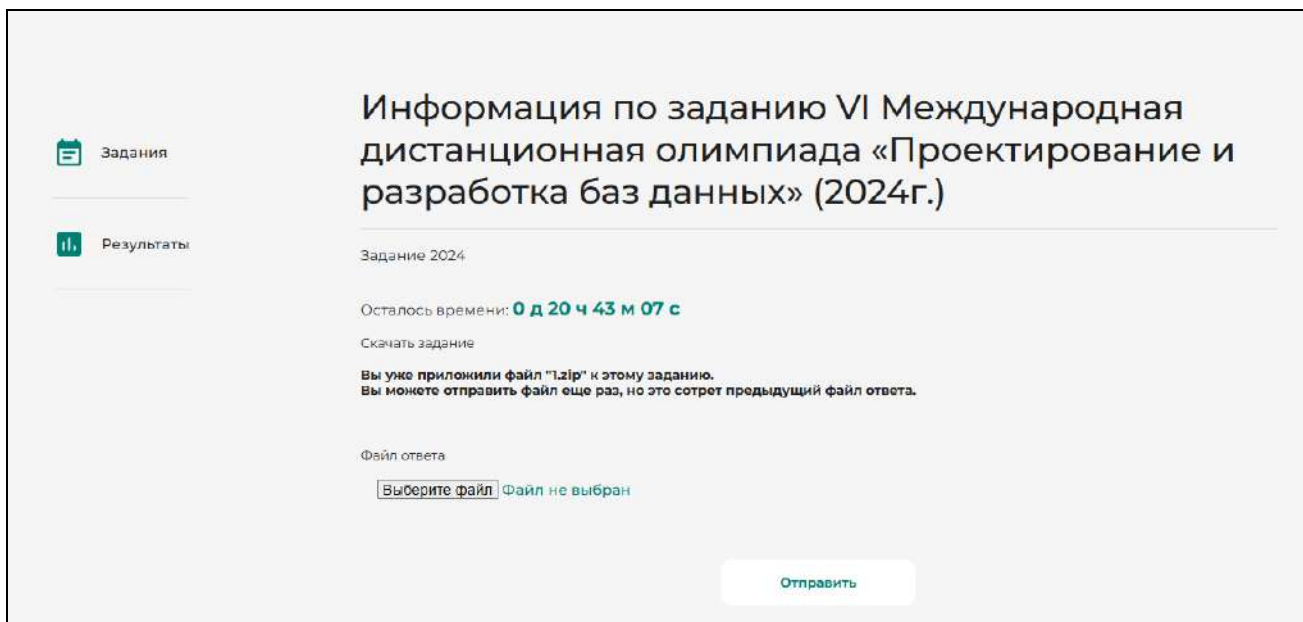 Задания
Результаты
Информация по заданию VI Международная
дистанционная олимпиада «Проектирование и
разработка баз данных» (2024г.)
Задание 2024
Осталось времени: 0 д 20 ч 43 м 07 с
Скачать задание
Вы уже приложили файл "1.zip" к этому заданию.
Вы можете отправить файл еще раз, но это сотрет предыдущий файл ответа.
Файл ответа
Выберите файл Файл не выбран
Отправить